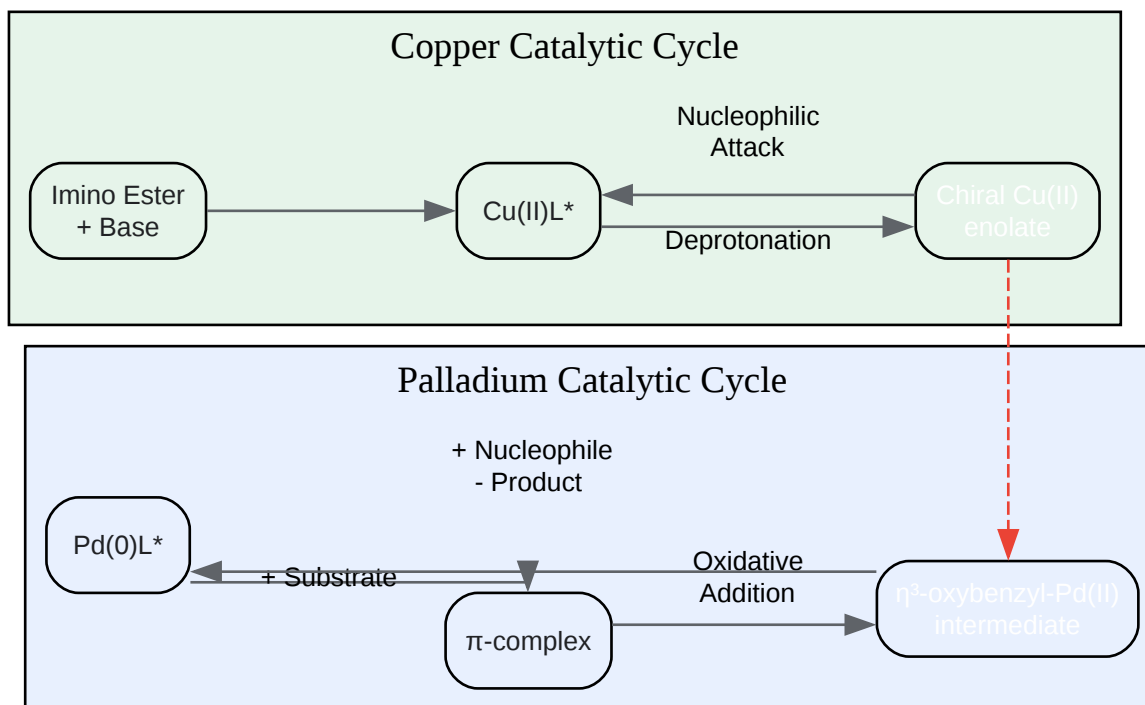 Copper Catalytic Cycle
Nucleophilic
Attack
Imino Ester
+ Base
Cu(II)L*
Chiral Cu(II)
enolate
Deprotonation
Palladium Catalytic Cycle
+ Nucleophile
- Product
Pd(0)L*
+ Substrate
Oxidative
Addition
π-complex
η³-oxybenzyl-Pd(II)
intermediate